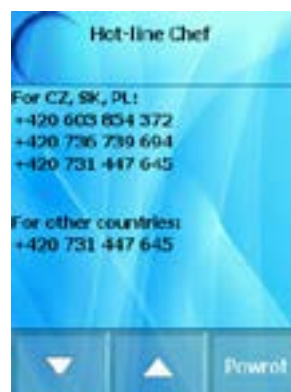 Hot-line Chef
For CZ, SK, PL:
+420 603 854 372
+420 736 739 694
+420 731 447 645
For other countries:
+420 731 447 645
Powrot